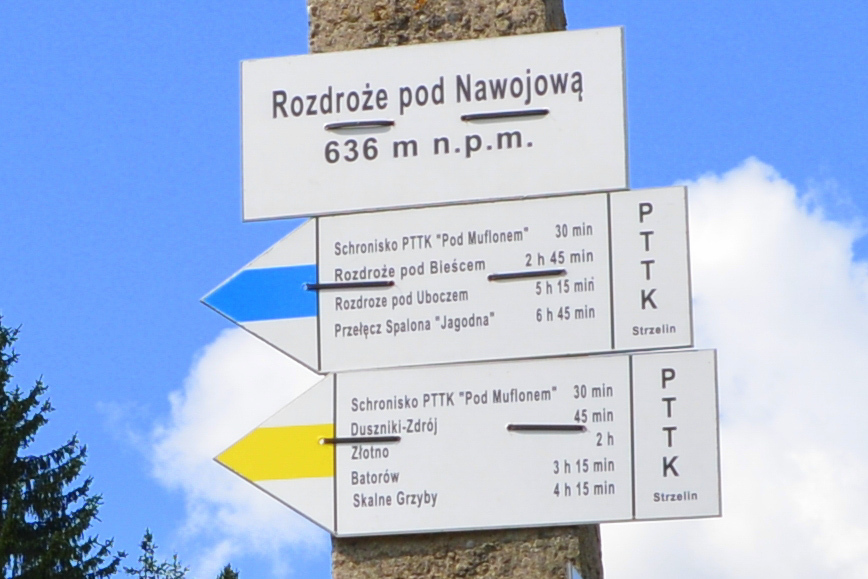 Rozdroże pod Nawojową
636 m n.p.m.
Schronisko PTTK "Pod Muflonem" 30 min
Rozdroże pod Bieścem 2 h 45 min
Rozdroze pod Uboczem 5 h 15 min
Przełęcz Spalona "Jagodna" 6 h 45 min
PTTK
Strzelin
Schronisko PTTK "Pod Muflonem" 30 min
Duszniki-Zdrój 45 min
Złotno 2 h
Batorów 3 h 15 min
Skalne Grzyby 4 h 15 min
PTTK
Strzelin